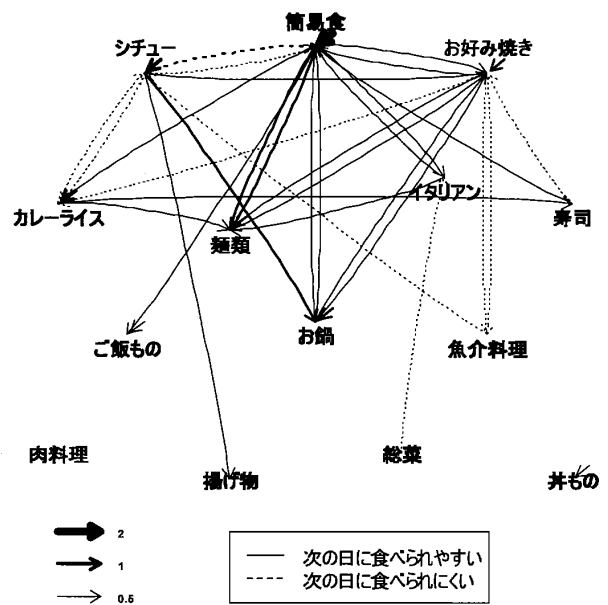 簡易食
シチュー
お好み焼き
カレーライス
麺類
イタリアン
寿司
ご飯もの
お鍋
魚介料理
肉料理
揚げ物
総菜
丼もの
2
1
0.5
次の日に食べられやすい
次の日に食べられにくい